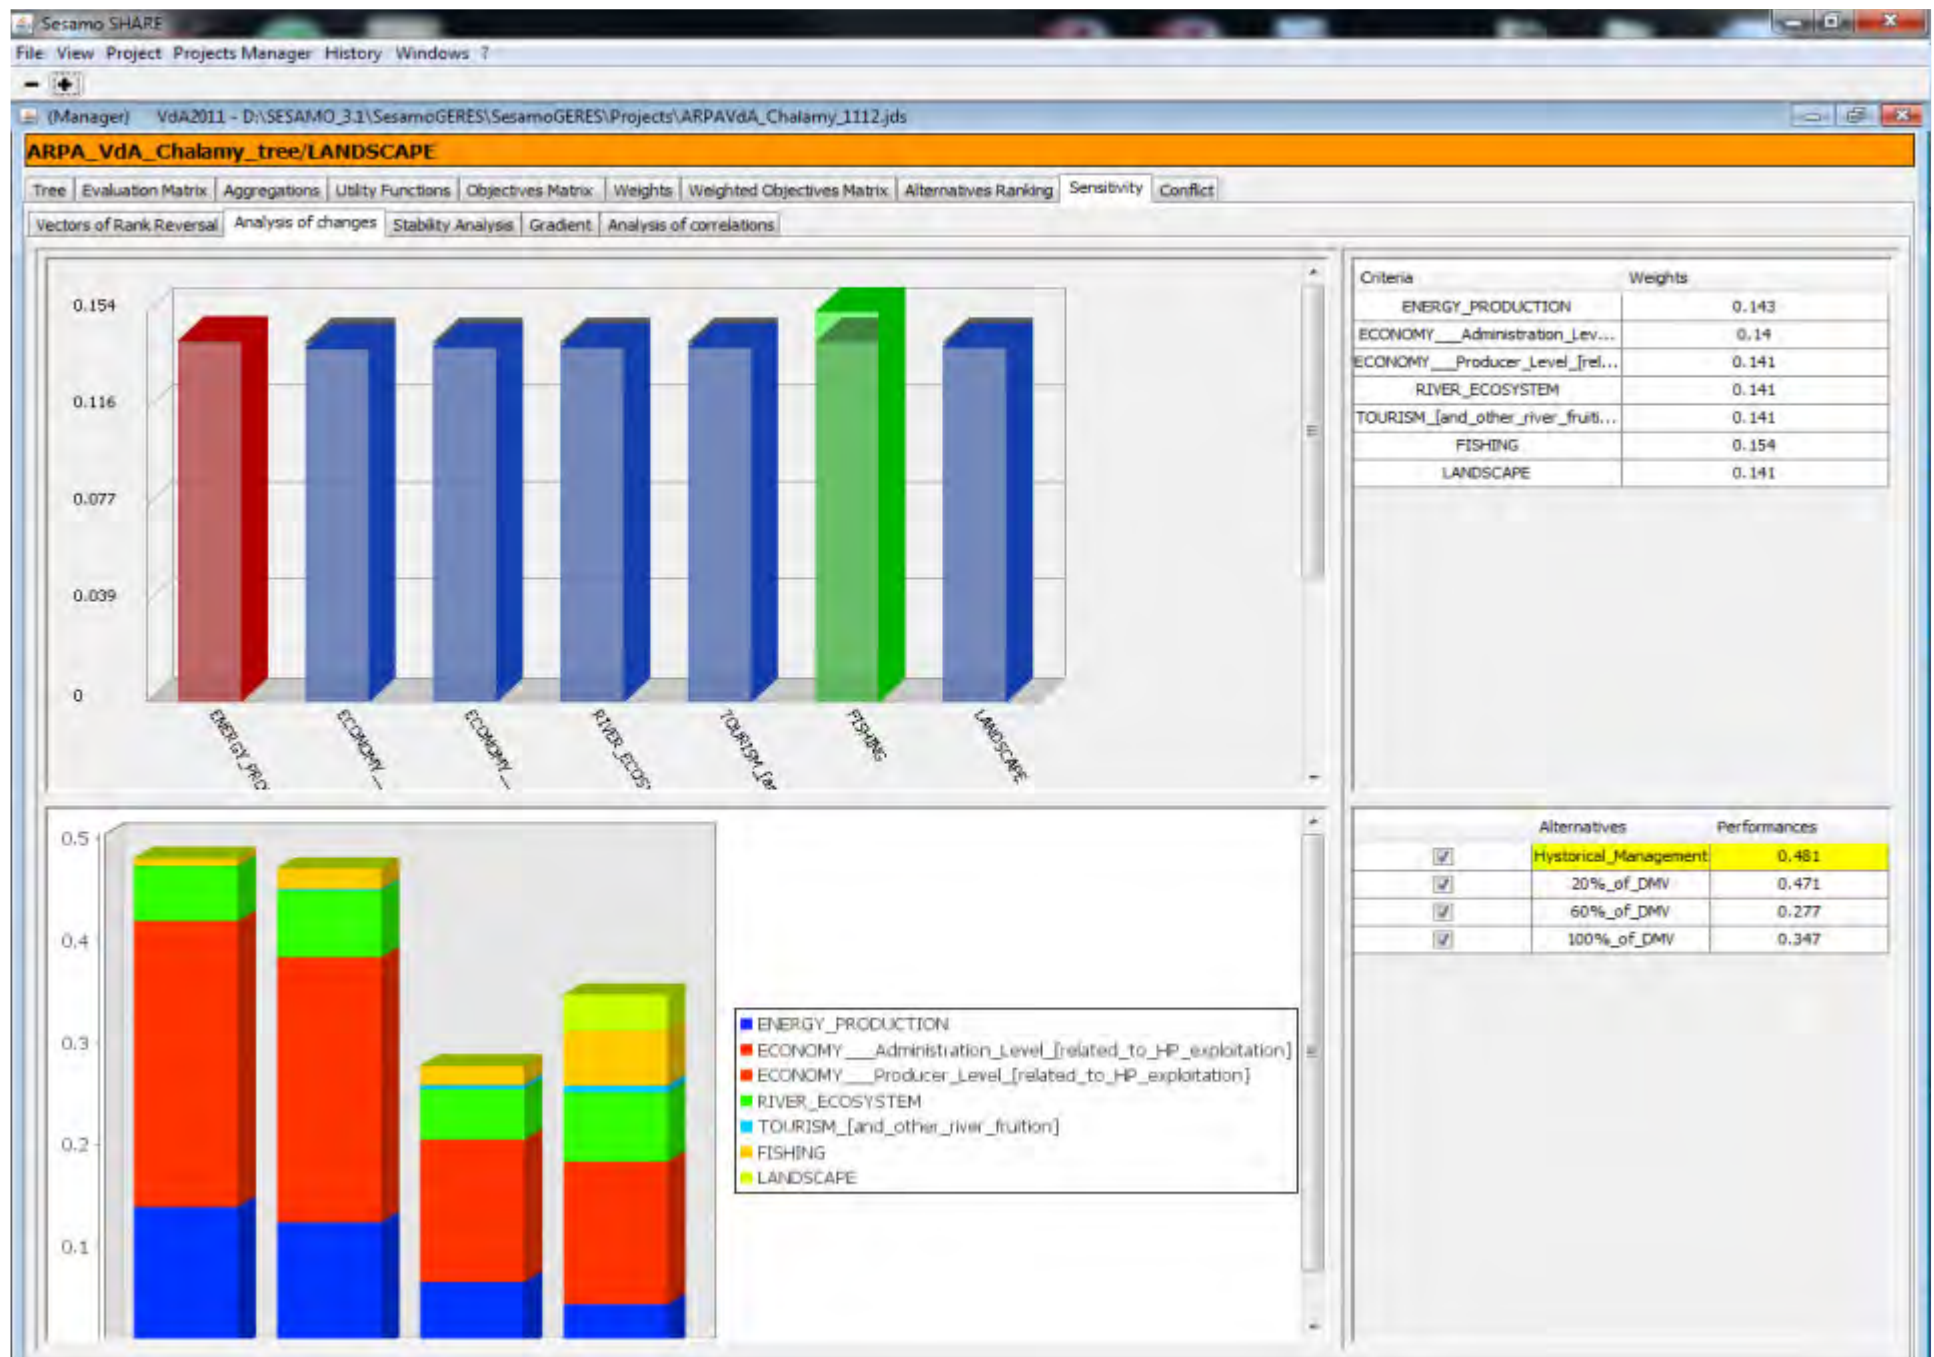 Sesamo SHARE
File View Project Projects Manager History Windows ?
(Manager) VdA2011 - D:\SESAMO_3.1\SesamoGERES\SesamoGERES\Projects\ARPAVdA_Chalamy_1112.jds
ARPA_VdA_Chalamy_tree/LANDSCAPE
Tree Evaluation Matrix Aggregations Utility Functions Objectives Matrix Weights Weighted Objectives Matrix Alternatives Ranking Sensitivity Conflict
Vectors of Rank Reversal Analysis of changes Stability Analysis Gradient Analysis of correlations
0.154
0.116
0.077
0.039
0
ENERGY_PRO
ECONOMY__
ECONOMY__
RIVER_ECOS
TOURISM_[an
FISHING
LANDSCAPE
Criteria Weights
ENERGY_PRODUCTION 0.143
ECONOMY___Administration_Lev... 0.14
ECONOMY___Producer_Level_[rel... 0.141
RIVER_ECOSYSTEM 0.141
TOURISM_[and_other_river_fruiti... 0.141
FISHING 0.154
LANDSCAPE 0.141
0.5
0.4
0.3
0.2
0.1
ENERGY_PRODUCTION
ECONOMY___Administration_Level_[related_to_HP_exploitation]
ECONOMY___Producer_Level_[related_to_HP_exploitation]
RIVER_ECOSYSTEM
TOURISM_[and_other_river_fruition]
FISHING
LANDSCAPE
Alternatives Performances
Hystorical_Management 0.481
20%_of_DMV 0.471
60%_of_DMV 0.277
100%_of_DMV 0.347